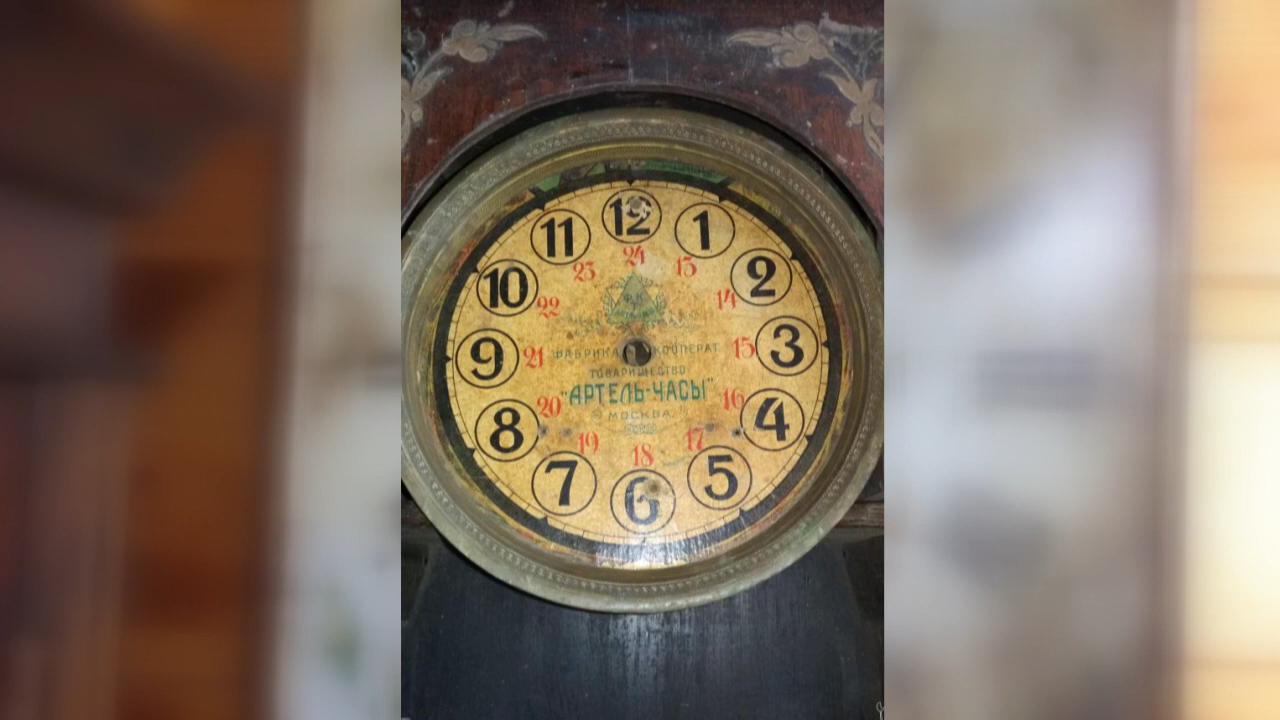 12
11 1
24
23 13
10 2
22 14
9 21 15 3
ФАБРИКА КООПЕРАТ
ТОВАРИЩЕСТВО
"АРТЕЛЬ-ЧАСЫ"
МОСКВА
20 16
8 4
19 17
18
7 5
6